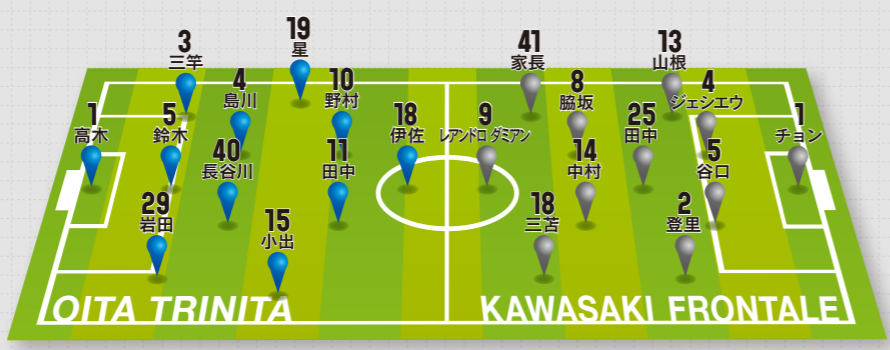 19
星
3
三竿
4
島川
10
野村
1
高木
5
鈴木
18
伊佐
40
長谷川
11
田中
29
岩田
15
小出
41
家長
13
山根
8
脇坂
4
ジェジエウ
9
レアンドロ ダミアン
25
田中
1
チョン
14
中村
5
谷口
18
三苫
2
登里
OITA TRINITA
KAWASAKI FRONTALE